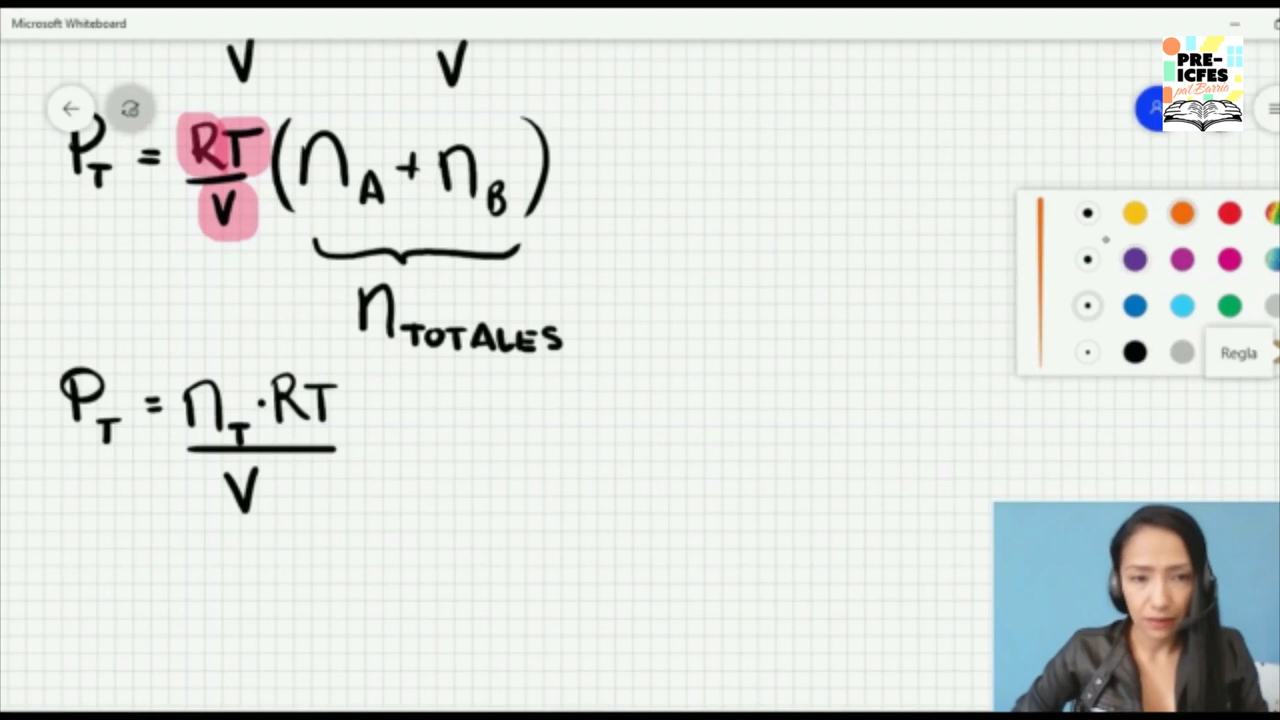 Microsoft Whiteboard
V V
PRE-
ICFES
pal Barrio
P_T = RT/V (n_A + n_B)
n_TOTALES
Regla
P_T = n_T · RT
V